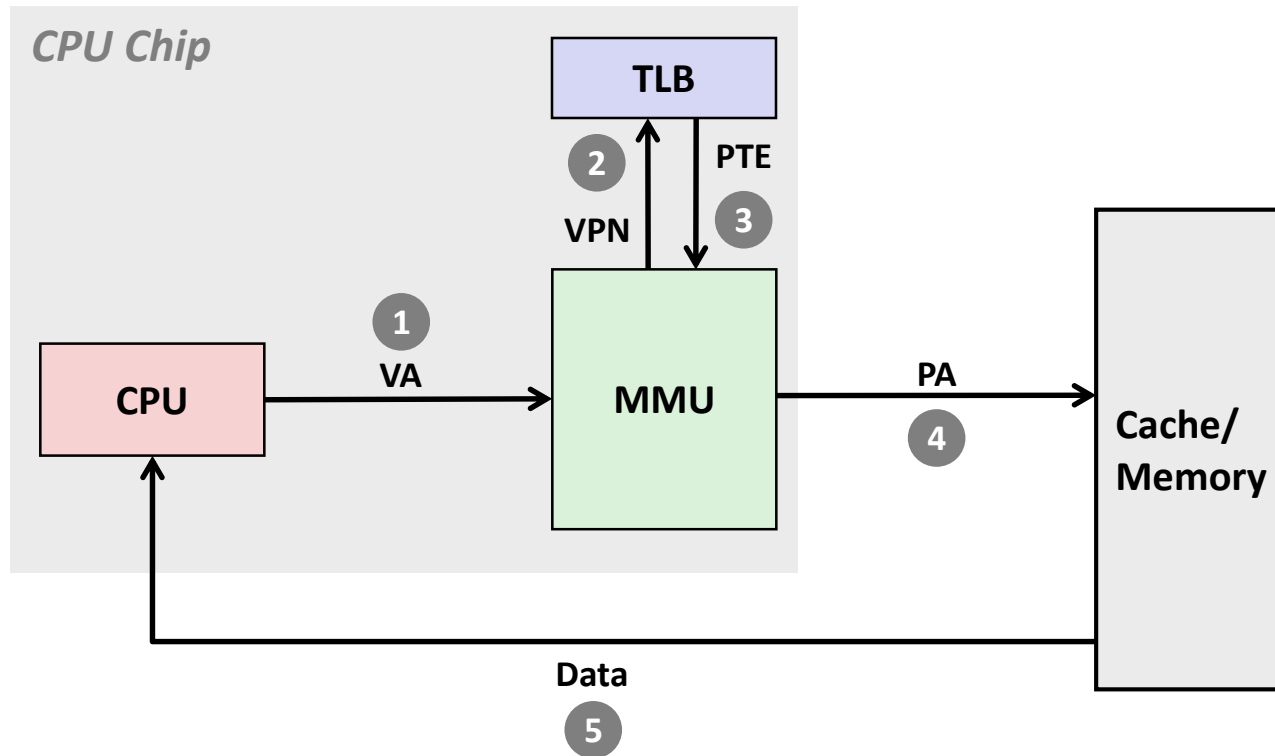 CPU Chip
TLB
2
PTE
VPN
3
1
VA
CPU
MMU
PA
4
Cache/
Memory
Data
5